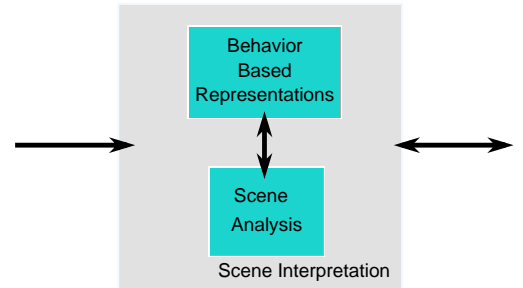 Behavior
Based
Representations
Scene
Analysis
Scene Interpretation